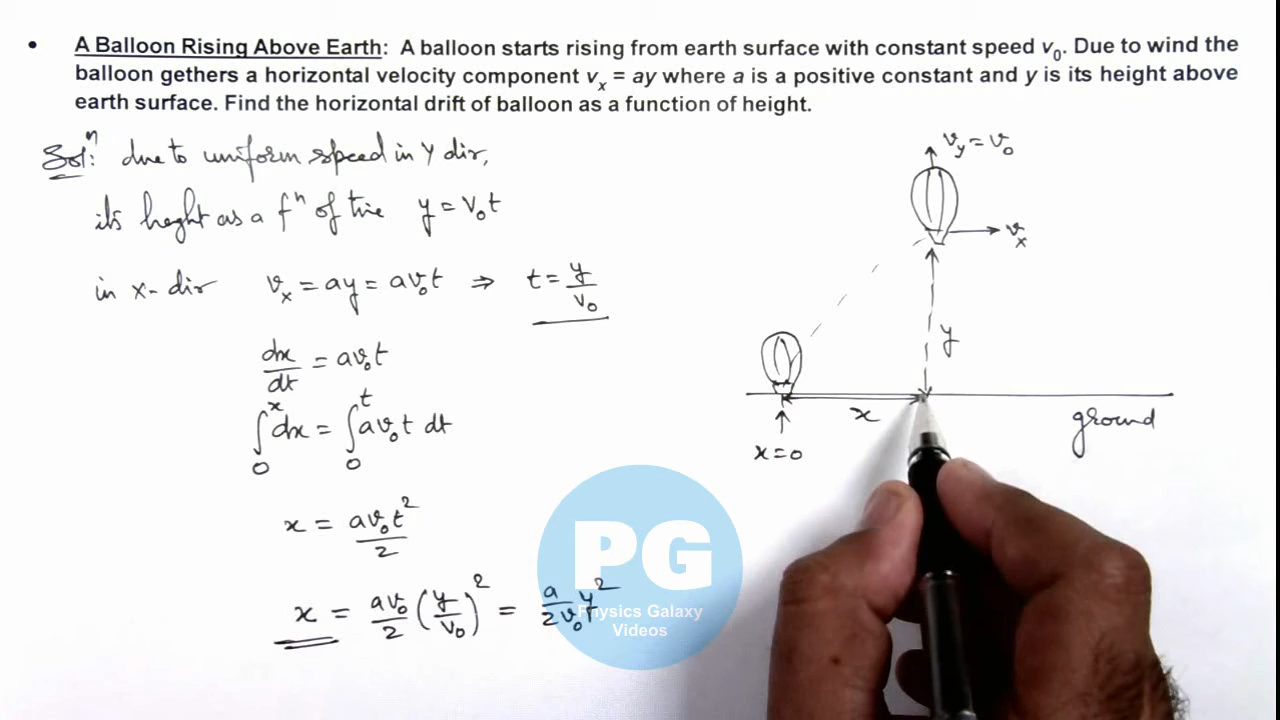 • A Balloon Rising Above Earth: A balloon starts rising from earth surface with constant speed v₀. Due to wind the
balloon gethers a horizontal velocity component vₓ = ay where a is a positive constant and y is its height above
earth surface. Find the horizontal drift of balloon as a function of height.
Solⁿ: due to uniform speed in Y dir,
its height as a fⁿ of time y = v₀t
in x-dir vₓ = ay = av₀t ⇒ t = y/v₀
dx/dt = av₀t
∫₀ˣ dx = ∫₀ᵗ av₀t dt
x = av₀t²/2
x = av₀/2 (y/v₀)² = a/2v₀ y²
v_y = v₀
vₓ
y
x
x=0
ground
PG
Physics Galaxy
Videos